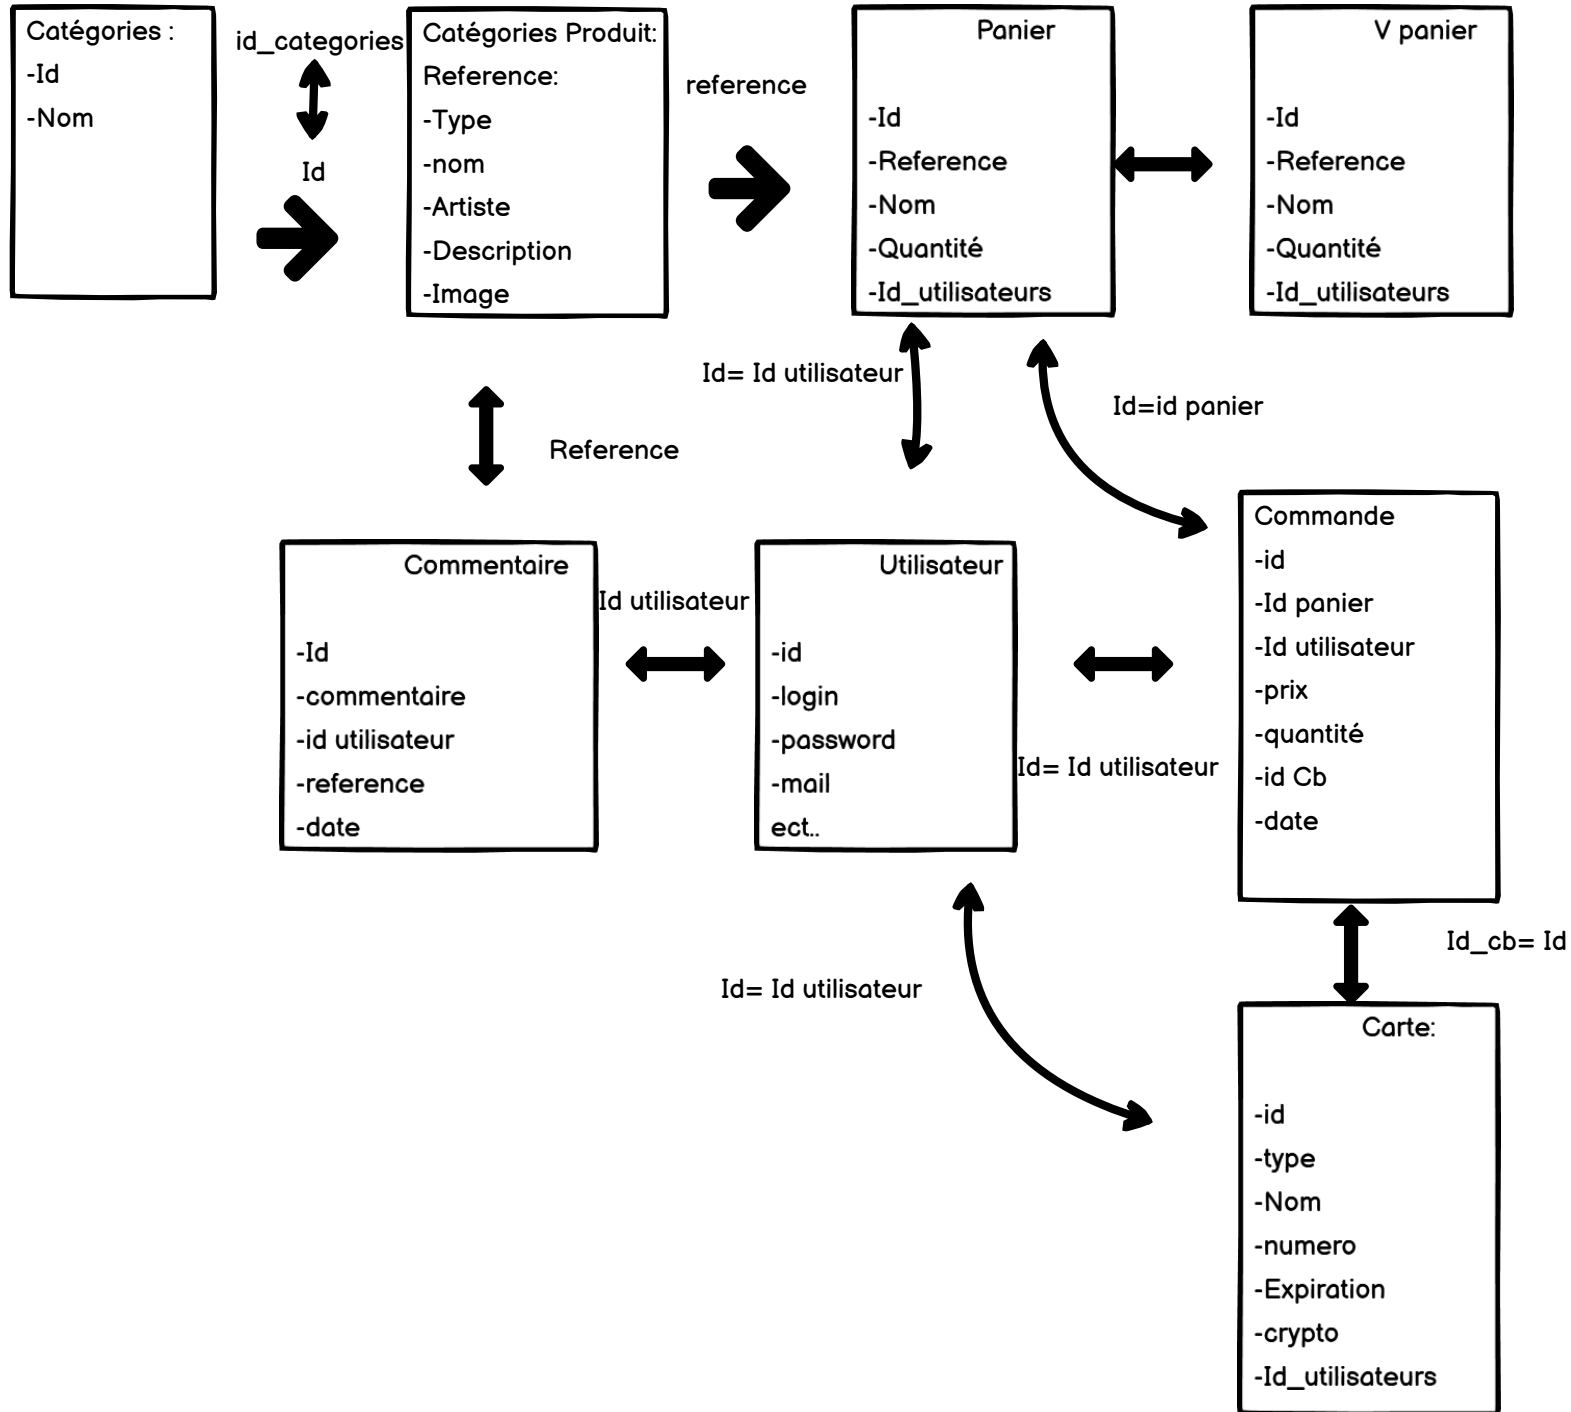 Catégories :
-Id
-Nom
id_categories
Id
Catégories Produit:
Reference:
-Type
-nom
-Artiste
-Description
-Image
reference
Panier
-Id
-Reference
-Nom
-Quantité
-Id_utilisateurs
V panier
-Id
-Reference
-Nom
-Quantité
-Id_utilisateurs
Id= Id utilisateur
Id=id panier
Reference
Commentaire
-Id
-commentaire
-id utilisateur
-reference
-date
Id utilisateur
Utilisateur
-id
-login
-password
-mail
ect..
Id= Id utilisateur
Commande
-id
-Id panier
-Id utilisateur
-prix
-quantité
-id Cb
-date
Id_cb= Id
Id= Id utilisateur
Carte:
-id
-type
-Nom
-numero
-Expiration
-crypto
-Id_utilisateurs